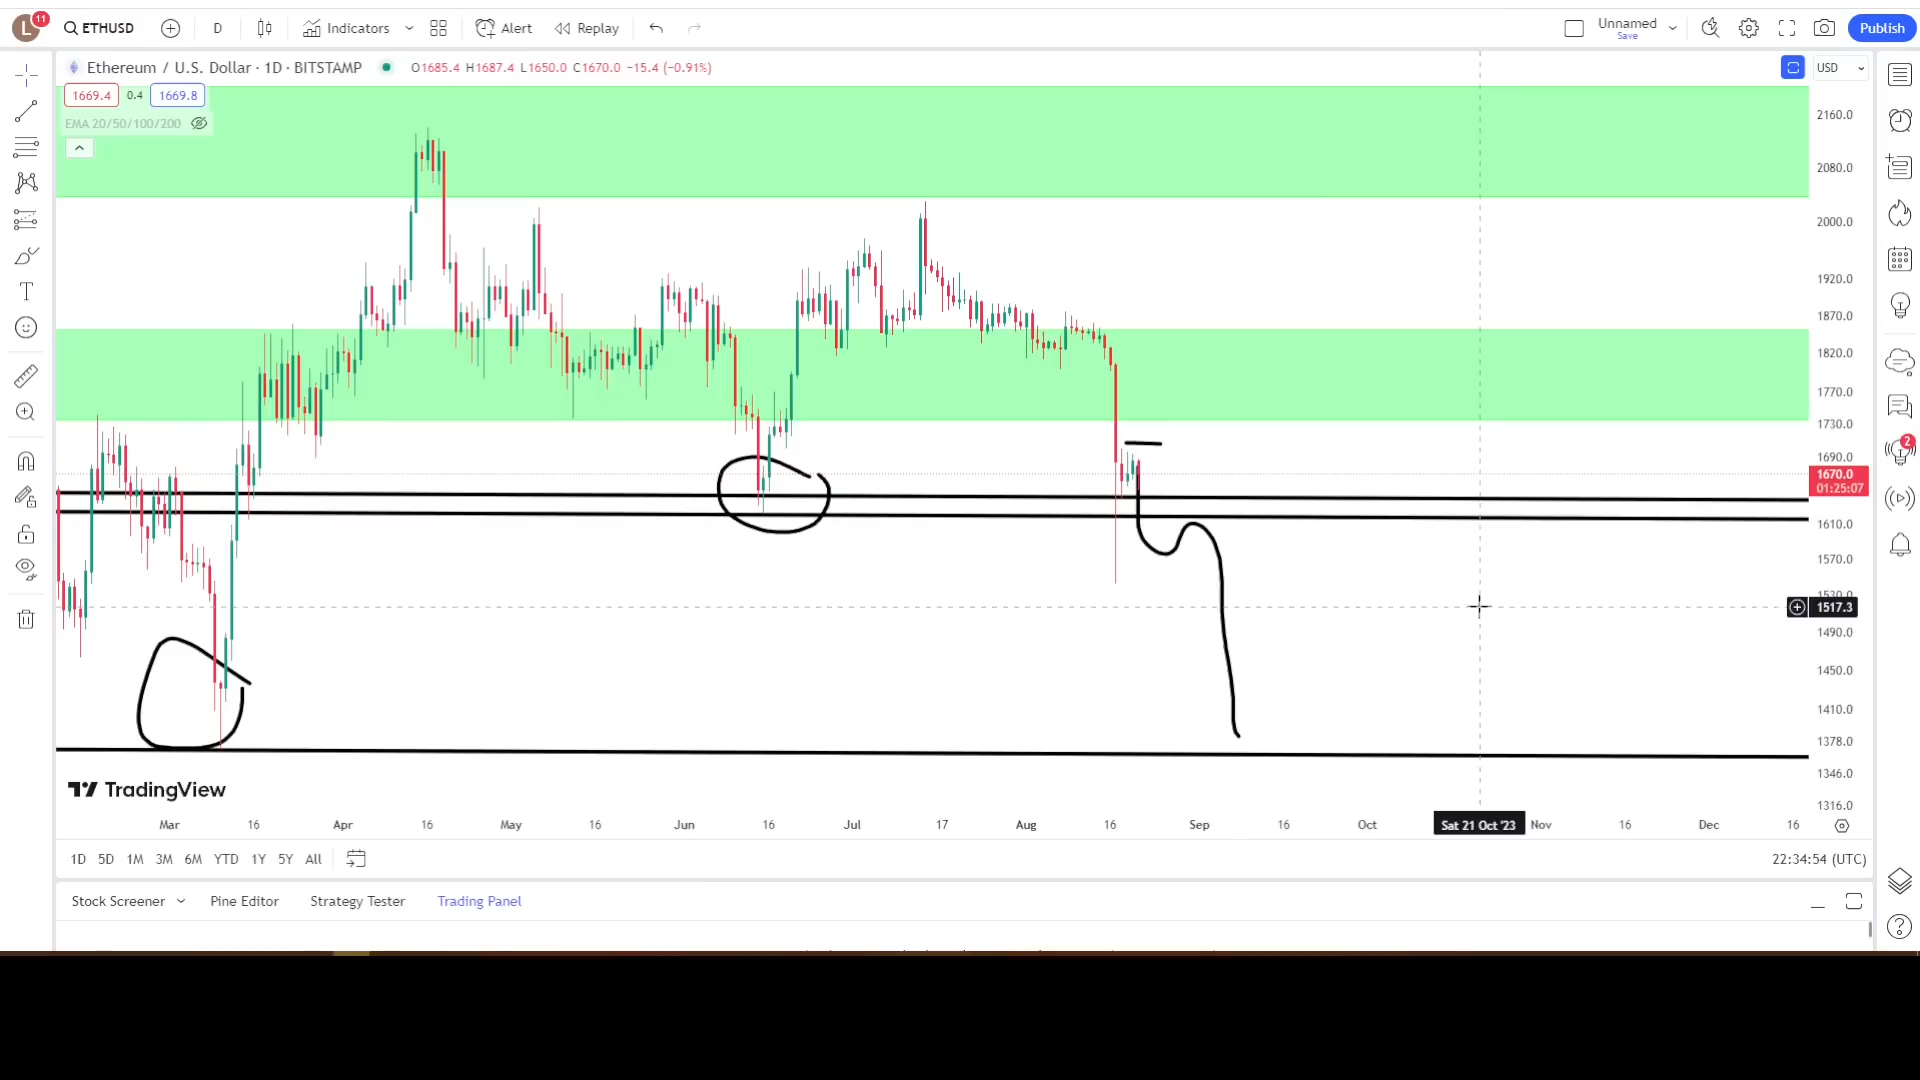 L 11 ETHUSD D Indicators Alert Replay Unnamed Save Publish
Ethereum / U.S. Dollar · 1D · BITSTAMP O1685.4 H1687.4 L1650.0 C1670.0 −15.4 (−0.91%) USD
1669.4 0.4 1669.8
EMA 20/50/100/200
2160.0
2080.0
2000.0
1920.0
1870.0
1820.0
1770.0
1730.0
1690.0
1670.0
01:25:07
1610.0
1570.0
1530.0
1517.3
1490.0
1450.0
1410.0
1378.0
1346.0
1316.0
2
TradingView
Mar 16 Apr 16 May 16 Jun 16 Jul 17 Aug 16 Sep 16 Oct Sat 21 Oct '23 Nov 16 Dec 16
1D 5D 1M 3M 6M YTD 1Y 5Y All 22:34:54 (UTC)
Stock Screener Pine Editor Strategy Tester Trading Panel